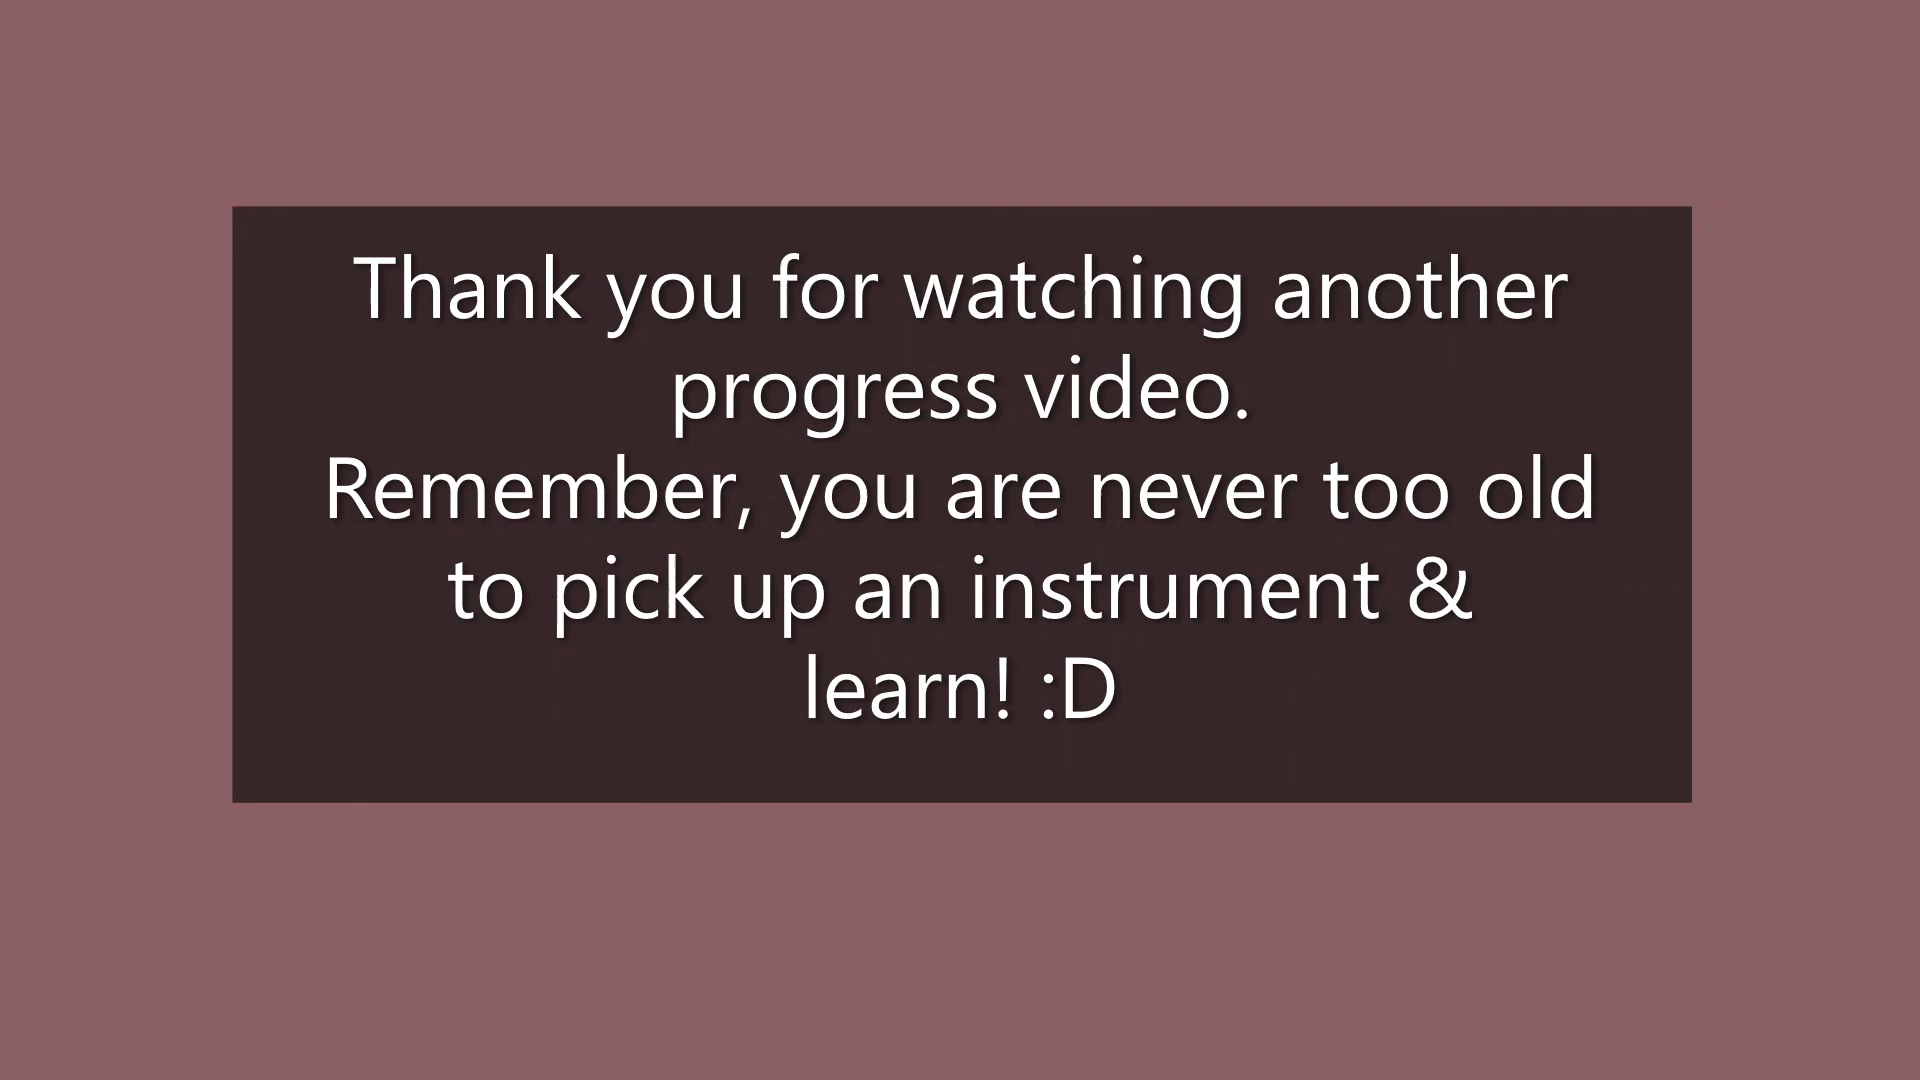 Thank you for watching another
progress video.
Remember, you are never too old
to pick up an instrument &
learn! :D